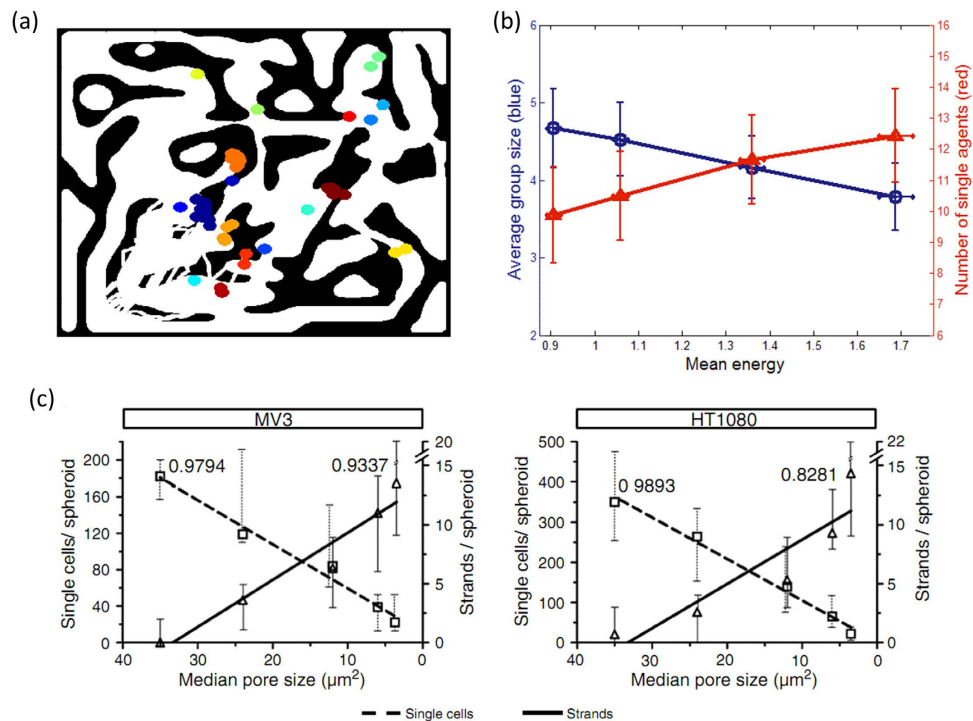 (a)
(b)
6
5
4
3
2
Average group size (blue)
16
15
14
13
12
11
10
9
8
7
6
Number of single agents (red)
0.9 1 1.1 1.2 1.3 1.4 1.5 1.6 1.7
Mean energy
(c)
MV3
200
160
120
80
40
0
Single cells/ spheroid
0.9794
0.9337
20
15
10
5
0
Strands / spheroid
40 30 20 10 0
Median pore size (µm²)
HT1080
500
400
300
200
100
0
Single cells/ spheroid
0 9893
0.8281
22
15
10
5
0
Strands / spheroid
40 30 20 10 0
Median pore size (µm²)
Single cells
Strands